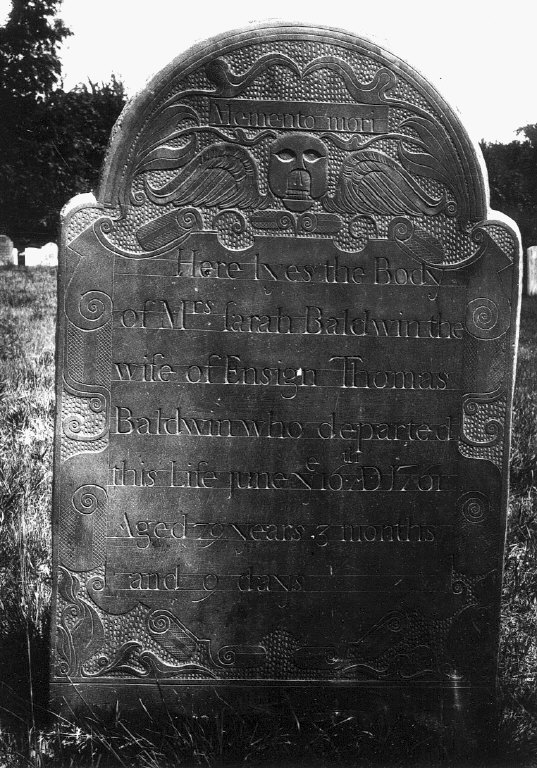 Memento mori
Here lyes the Body
of Mrs sarah Baldwin the
wife of Ensign Thomas
Baldwin who departed
this Life june ye 16th AD 1761
Aged 79 years 3 months
and 9 days